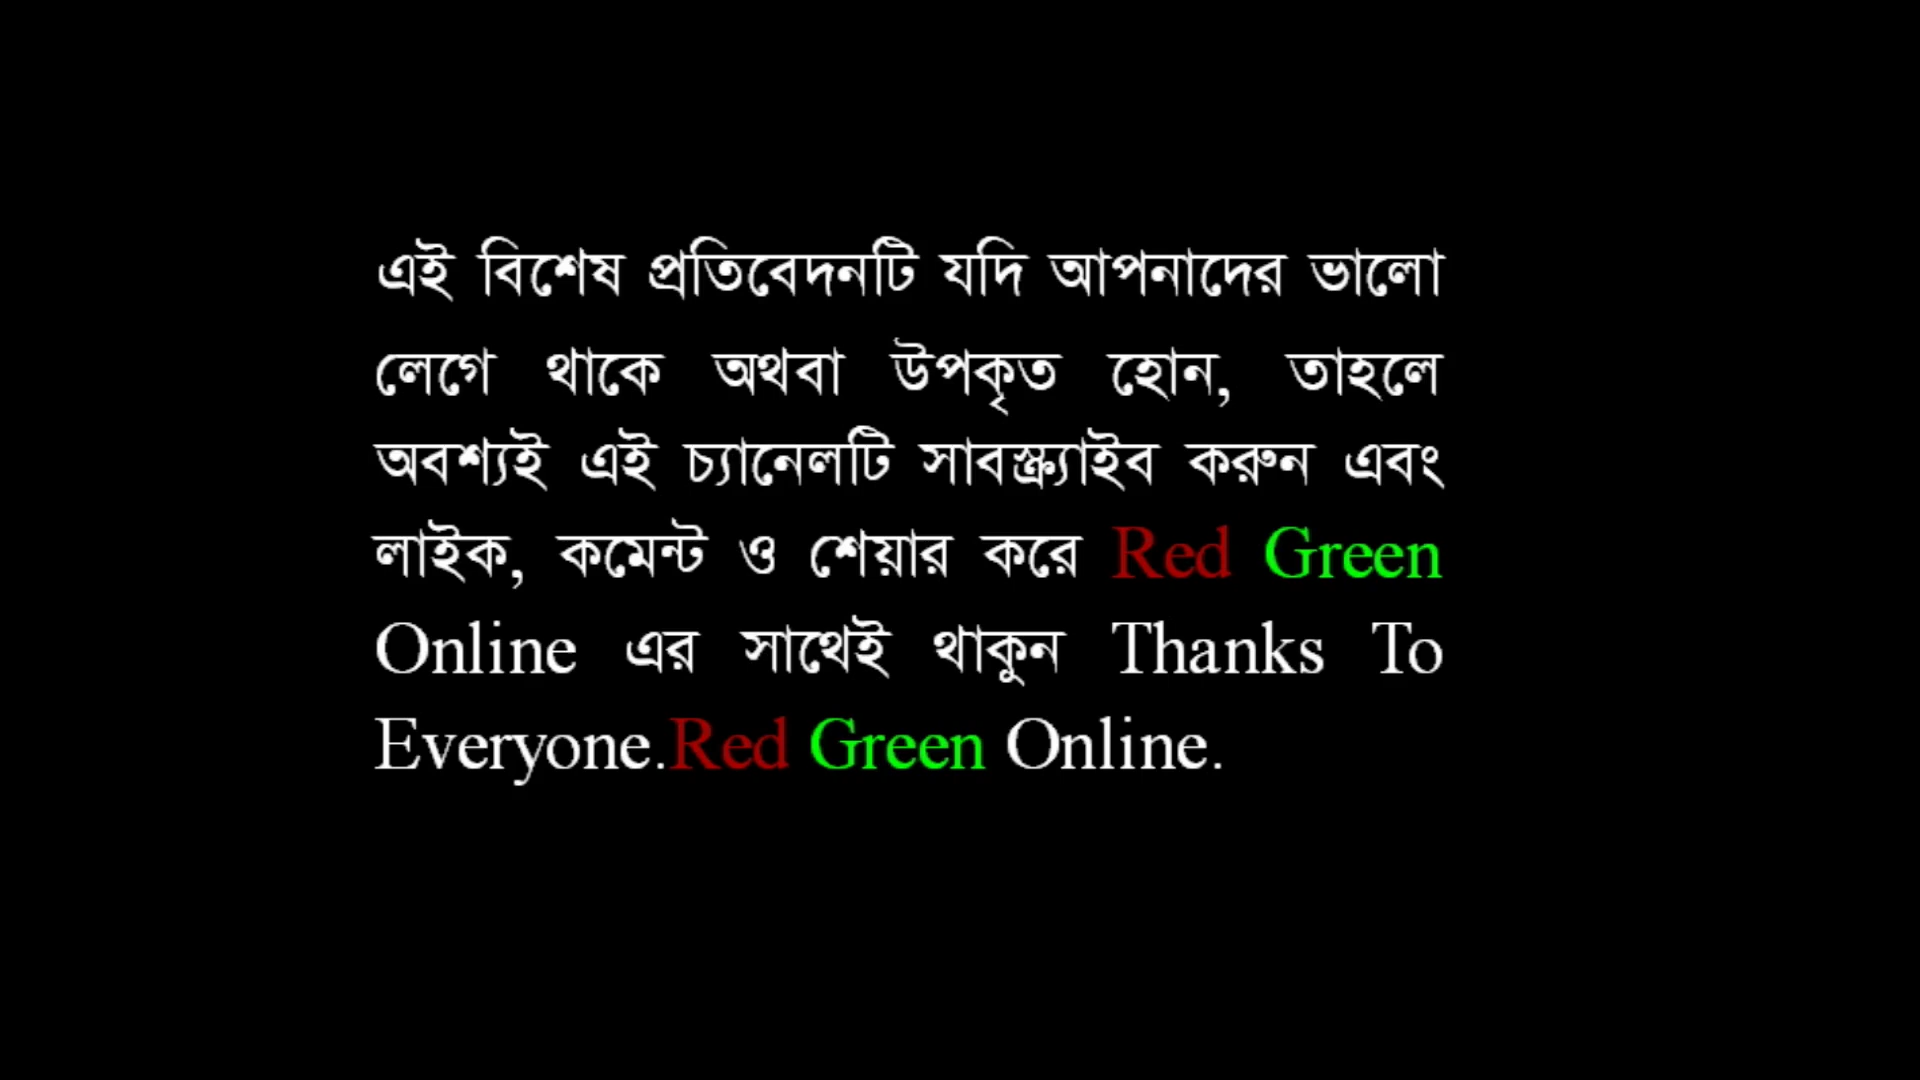 এই বিশেষ প্রতিবেদনটি যদি আপনাদের ভালো
লেগে থাকে অথবা উপকৃত হোন, তাহলে
অবশ্যই এই চ্যানেলটি সাবস্ক্র্যাইব করুন এবং
লাইক, কমেন্ট ও শেয়ার করে Red Green
Online এর সাথেই থাকুন Thanks To
Everyone.Red Green Online.